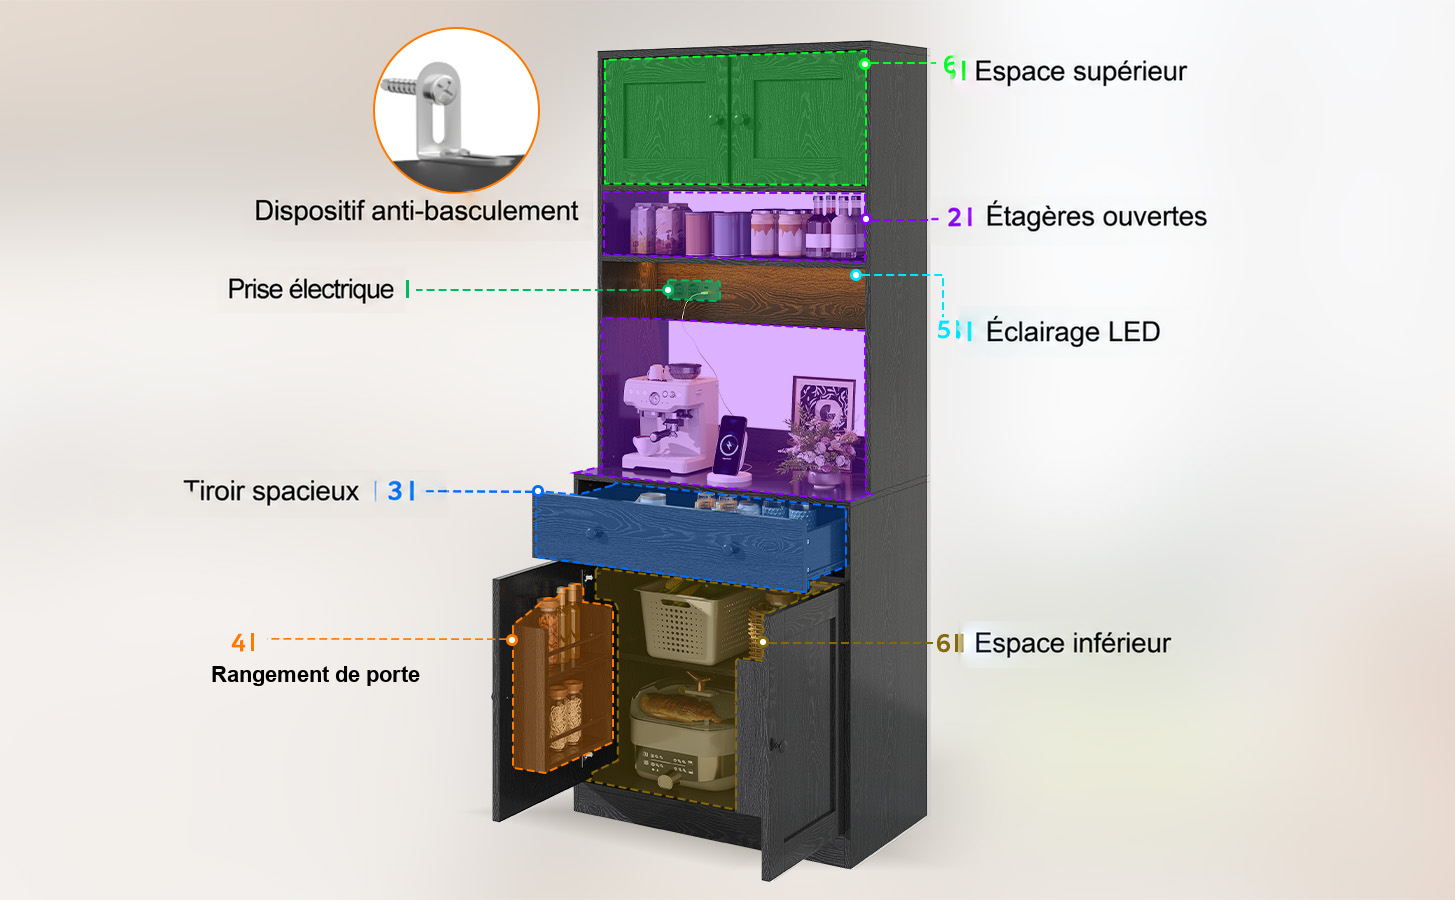 6 Espace supérieur
Dispositif anti-basculement
2 Étagères ouvertes
Prise électrique
5 Éclairage LED
Tiroir spacieux 3
4
Rangement de porte
6 Espace inférieur